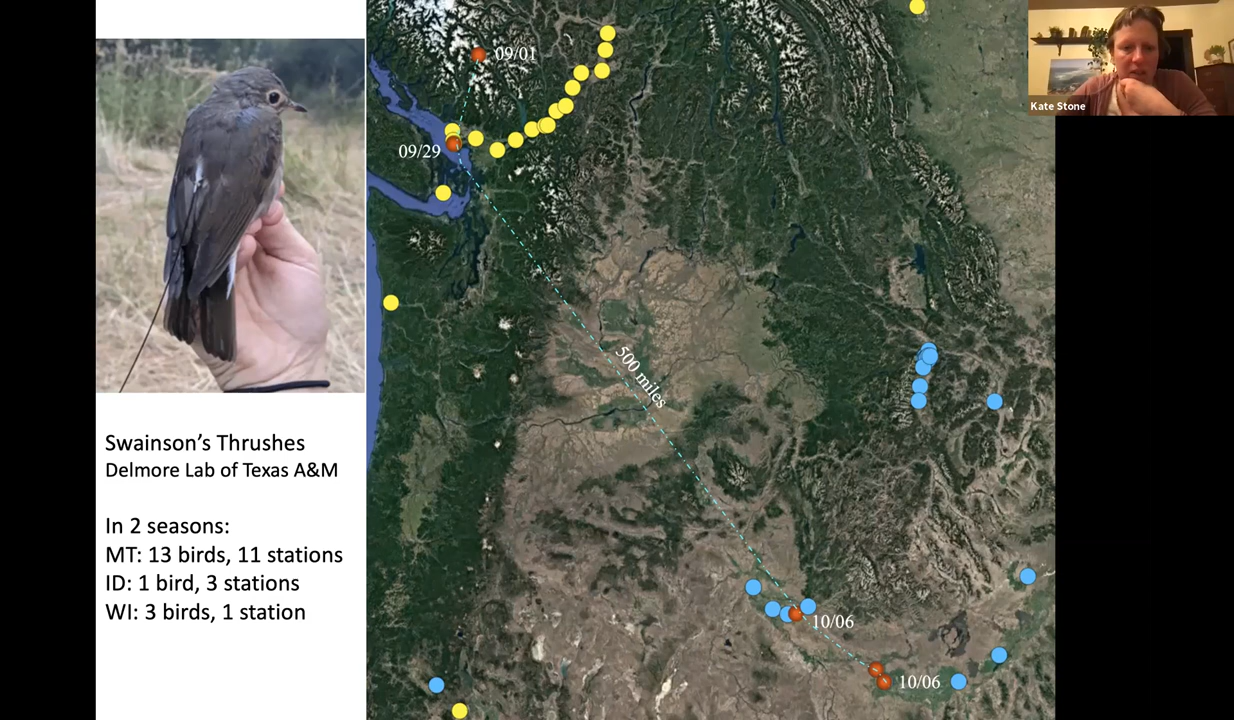 Swainson's Thrushes
Delmore Lab of Texas A&M
In 2 seasons:
MT: 13 birds, 11 stations
ID: 1 bird, 3 stations
WI: 3 birds, 1 station
09/01
09/29
500 miles
10/06
10/06
Kate Stone